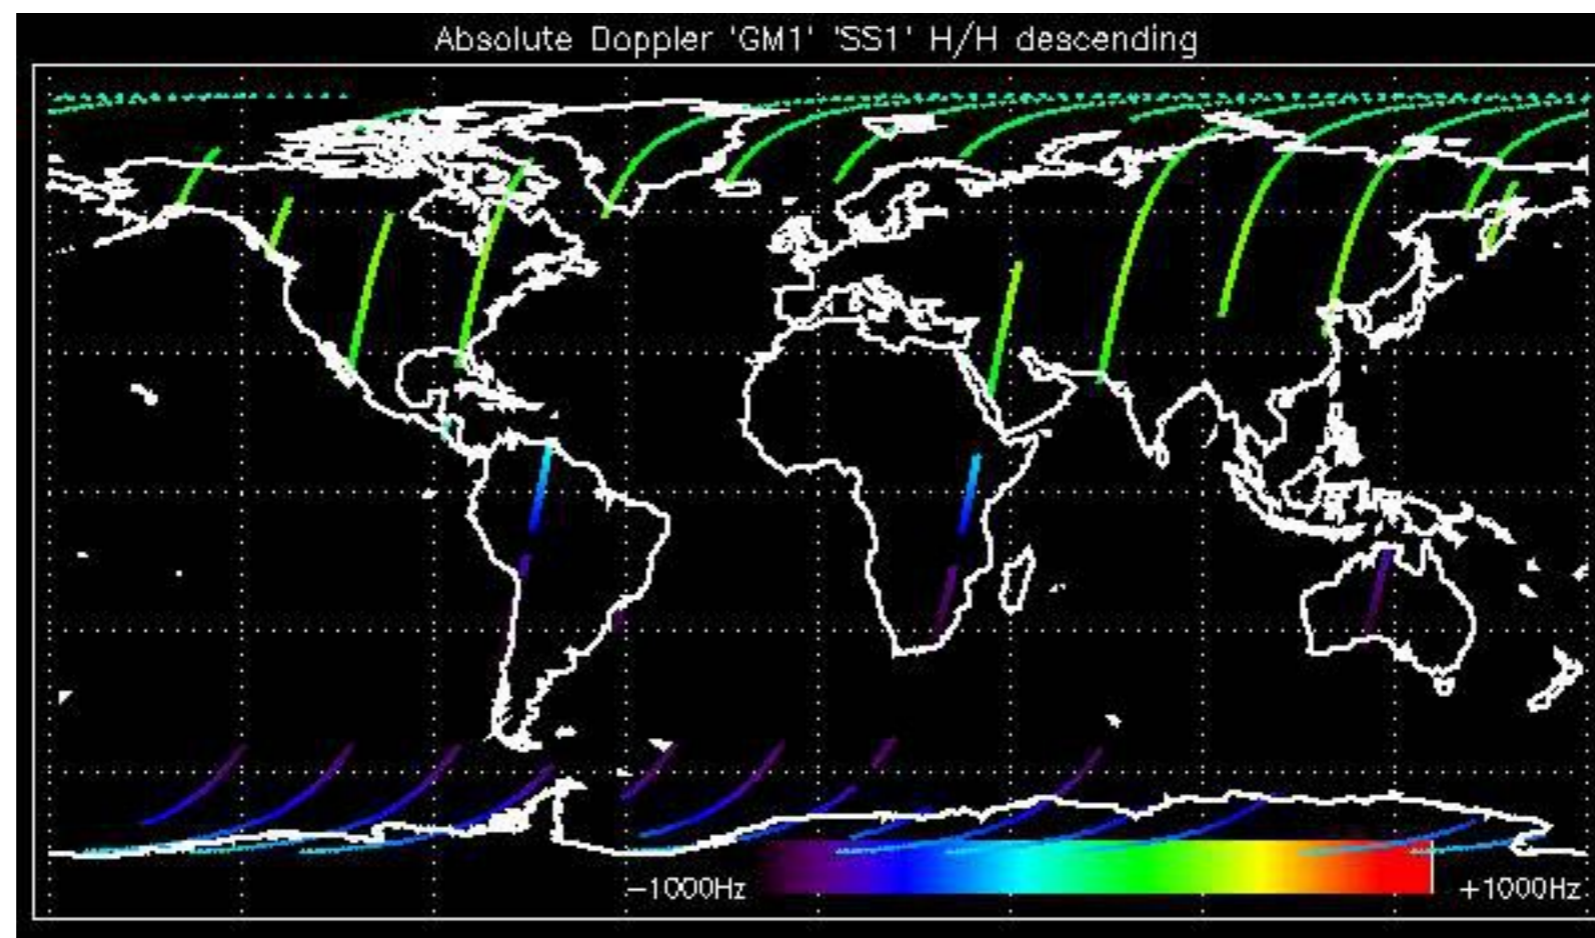 Absolute Doppler 'GM1' 'SS1' H/H descending
−1000Hz
+1000Hz